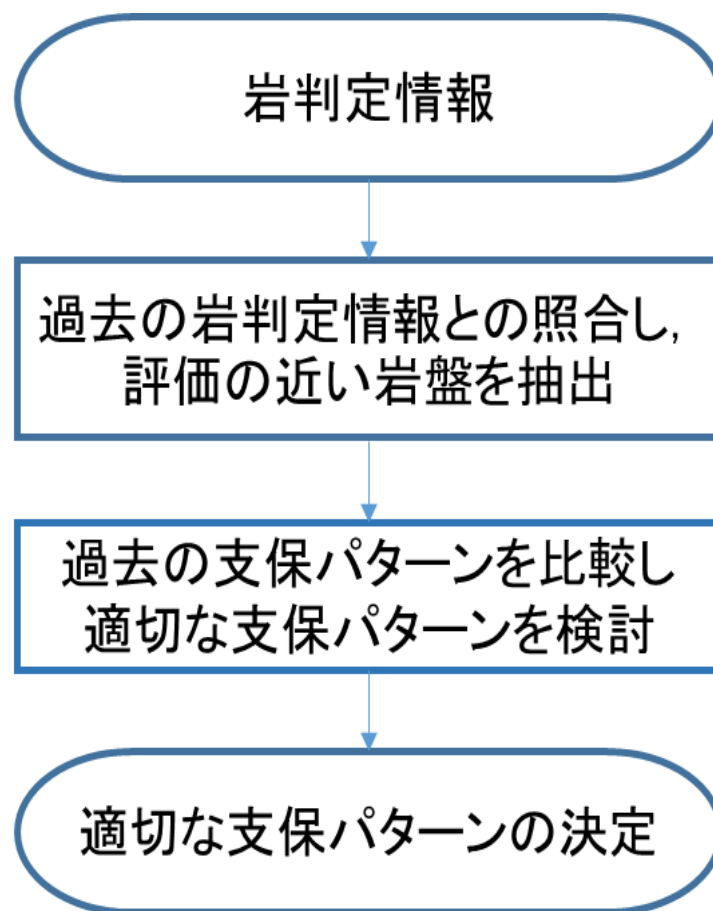 岩判定情報
過去の岩判定情報との照合し,
評価の近い岩盤を抽出
過去の支保パターンを比較し
適切な支保パターンを検討
適切な支保パターンの決定